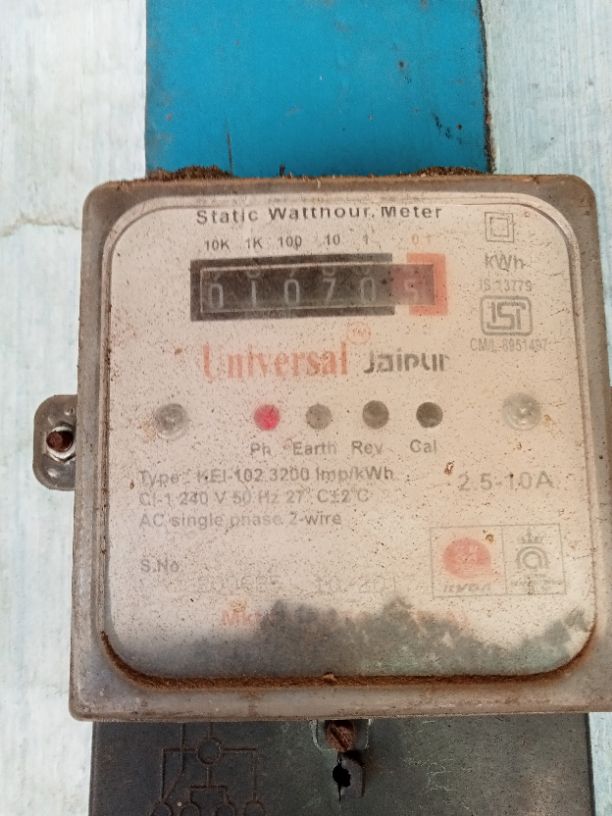 Static Watthour Meter
10K 1K 100 10 1 0.1
010705
kWh
IS:13779
ISI
CM/L-8951497
Universal Jaipur
Ph Earth Rev Cal
Type : KEI-102 3200 Imp/kWh
Cl-1 240 V 50 Hz 27°C±2°C
2.5-10A
AC single phase 2-wire
S.No.